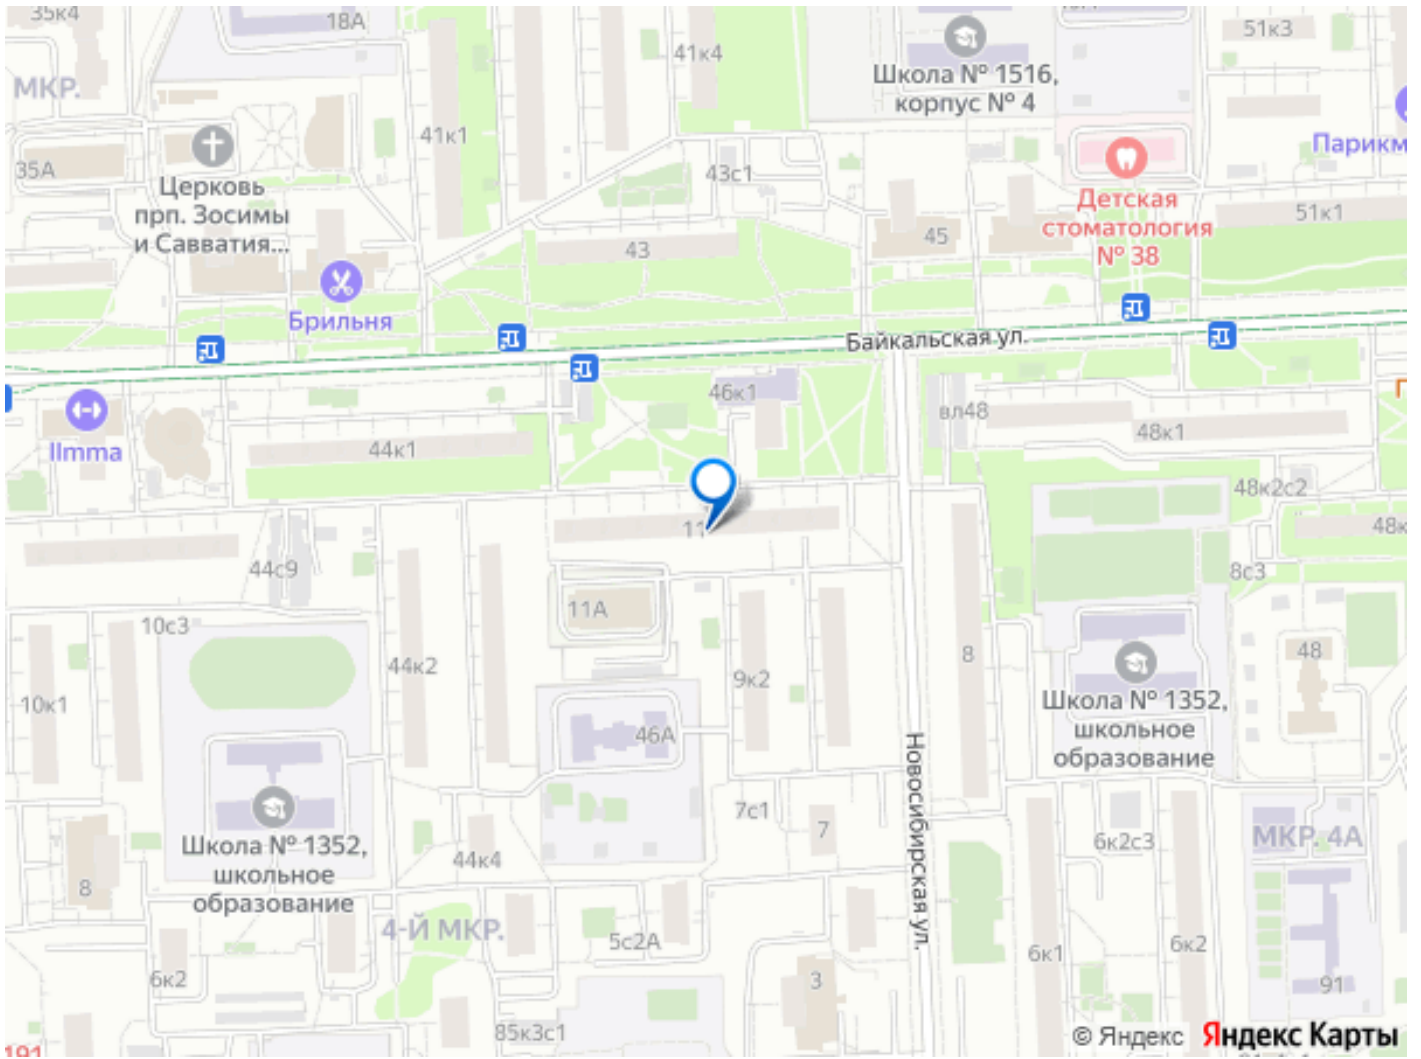 35к4
18А
51к3
41к4
Школа № 1516,
корпус № 4
МКР.
41к1
Парикм
35А
43с1
Церковь
прп. Зосимы
и Савватия...
Детская
стоматология
№ 38
51к1
43
45
Брильня
Байкальская ул.
46к1
вл48
48к1
IImma
44к1
48к2с2
11
48к
44с9
8с3
11А
10с3
44к2
9к2
8
48
10к1
46А
Школа № 1352,
школьное
образование
Новосибирская ул.
7с1
7
6к2с3
МКР. 4А
Школа № 1352,
школьное
образование
44к4
8
4-Й МКР.
5с2А
6к1
6к2
6к2
3
91
85к3с1
191
© Яндекс Яндекс Карты